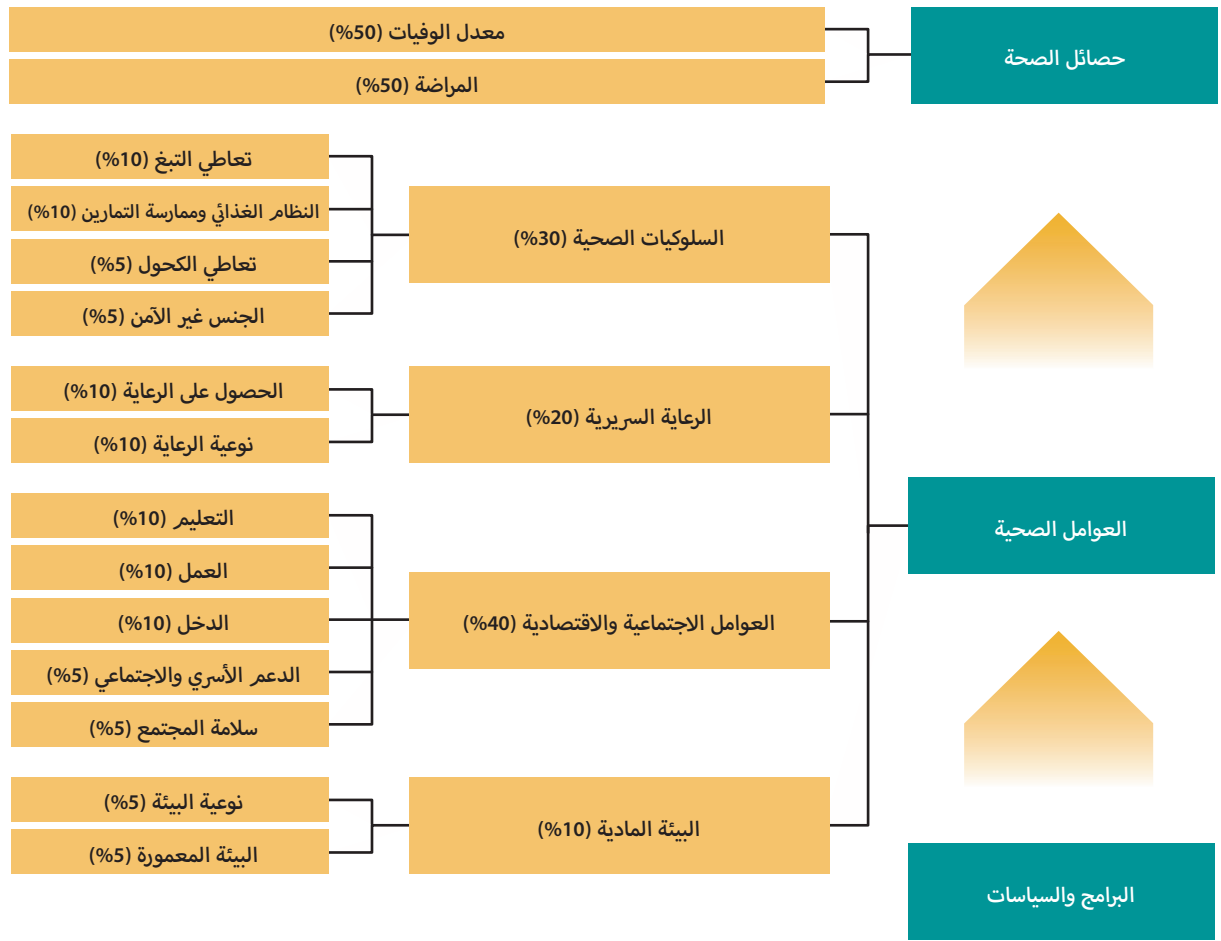 حصائل الصحة
معدل الوفيات (50%)
المراضة (50%)
العوامل الصحية
السلوكيات الصحية (30%)
تعاطي التبغ (10%)
النظام الغذائي وممارسة التمارين (10%)
تعاطي الكحول (5%)
الجنس غير الآمن (5%)
الرعاية السريرية (20%)
الحصول على الرعاية (10%)
نوعية الرعاية (10%)
العوامل الاجتماعية والاقتصادية (40%)
التعليم (10%)
العمل (10%)
الدخل (10%)
الدعم الأسري والاجتماعي (5%)
سلامة المجتمع (5%)
البيئة المادية (10%)
نوعية البيئة (5%)
البيئة المعمورة (5%)
البرامج والسياسات